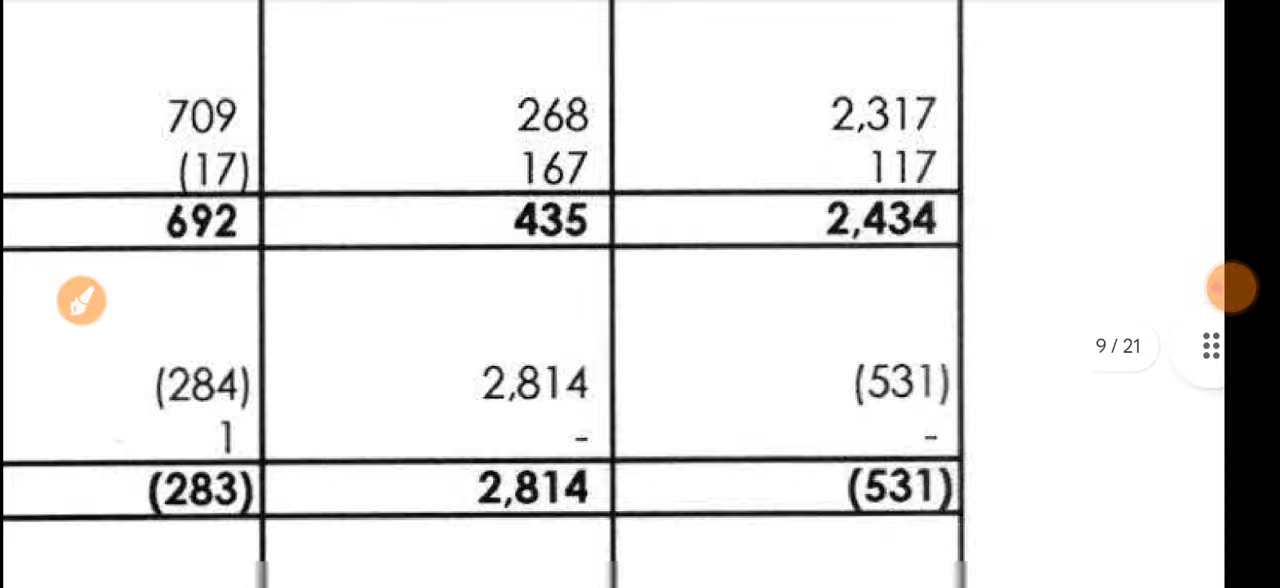 709 268 2,317
(17) 167 117
692 435 2,434
9 / 21
(284) 2,814 (531)
1 - -
(283) 2,814 (531)